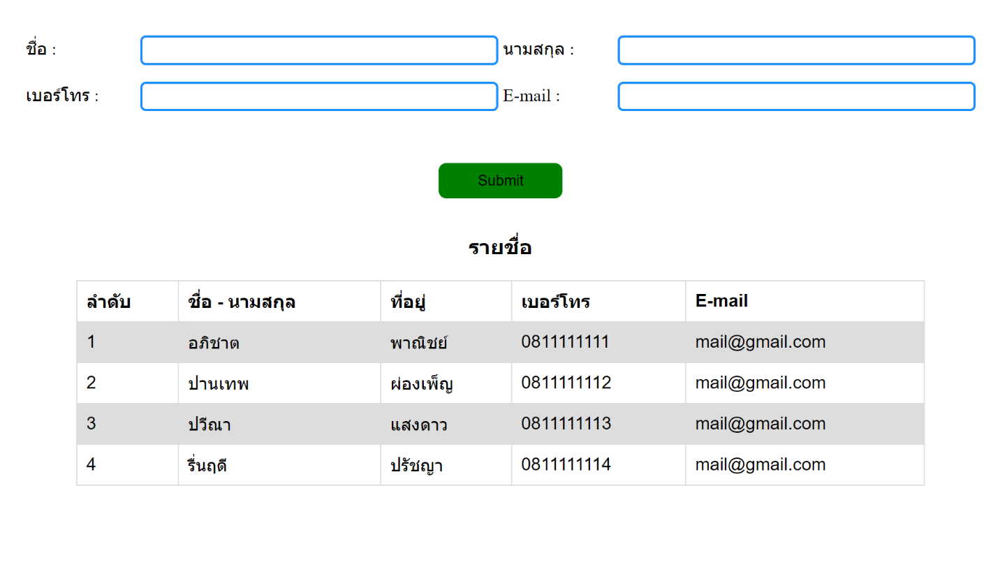 ชื่อ : นามสกุล :
เบอร์โทร : E-mail :
Submit
รายชื่อ
ลำดับ ชื่อ - นามสกุล ที่อยู่ เบอร์โทร E-mail
1 อภิชาต พาณิชย์ 0811111111 mail@gmail.com
2 ปานเทพ ผ่องเพ็ญ 0811111112 mail@gmail.com
3 ปวีณา แสงดาว 0811111113 mail@gmail.com
4 รื่นฤดี ปรัชญา 0811111114 mail@gmail.com